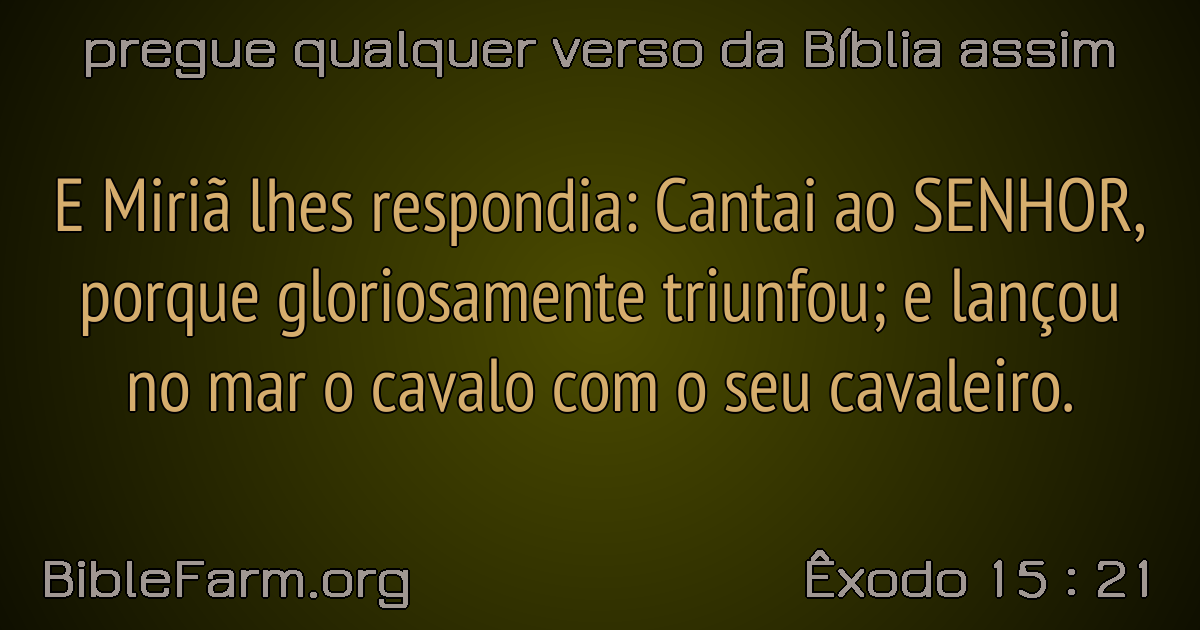 pregue qualquer verso da Bíblia assim
E Miriã lhes respondia: Cantai ao SENHOR,
porque gloriosamente triunfou; e lançou
no mar o cavalo com o seu cavaleiro.
BibleFarm.org
Êxodo 15 : 21